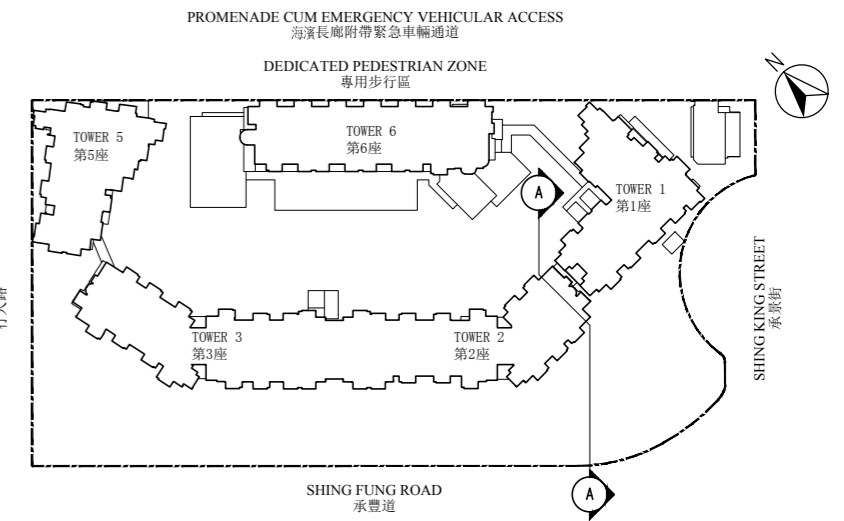 PROMENADE CUM EMERGENCY VEHICULAR ACCESS
海濱長廊附帶緊急車輛通道
DEDICATED PEDESTRIAN ZONE
專用步行區
N
TOWER 5
第5座
TOWER 6
第6座
TOWER 1
第1座
A
TOWER 3
第3座
TOWER 2
第2座
SHING KING STREET
承景街
SHING FUNG ROAD
承豐道
A